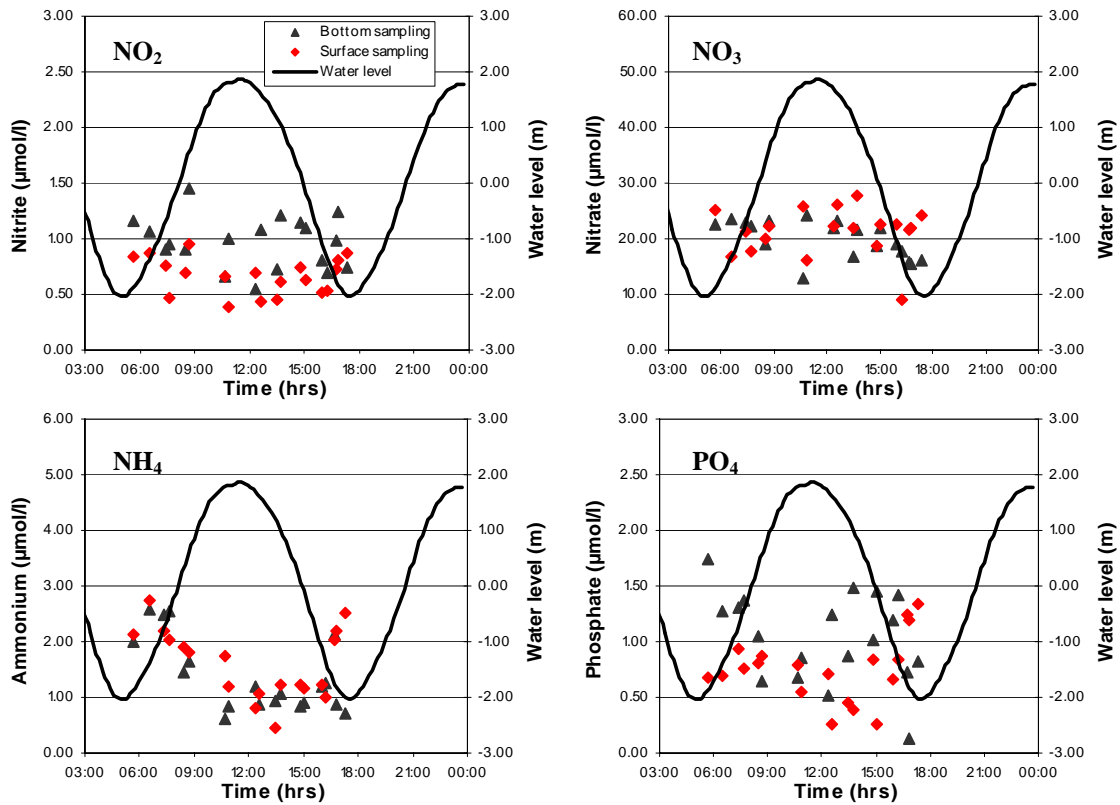 3.00
2.50
2.00
1.50
1.00
0.50
0.00
Nitrite (µmol/l)
NO2
Bottom sampling
Surface sampling
Water level
3.00
2.00
1.00
0.00
-1.00
-2.00
-3.00
Water level (m)
03:00 06:00 09:00 12:00 15:00 18:00 21:00 00:00
Time (hrs)
60.00
50.00
40.00
30.00
20.00
10.00
0.00
Nitrate (µmol/l)
NO3
3.00
2.00
1.00
0.00
-1.00
-2.00
-3.00
Water level (m)
03:00 06:00 09:00 12:00 15:00 18:00 21:00 00:00
Time (hrs)
6.00
5.00
4.00
3.00
2.00
1.00
0.00
Ammonium (µmol/l)
NH4
3.00
2.00
1.00
0.00
-1.00
-2.00
-3.00
Water level (m)
03:00 06:00 09:00 12:00 15:00 18:00 21:00 00:00
Time (hrs)
3.00
2.50
2.00
1.50
1.00
0.50
0.00
Phosphate (µmol/l)
PO4
3.00
2.00
1.00
0.00
-1.00
-2.00
-3.00
Water level (m)
03:00 06:00 09:00 12:00 15:00 18:00 21:00 00:00
Time (hrs)